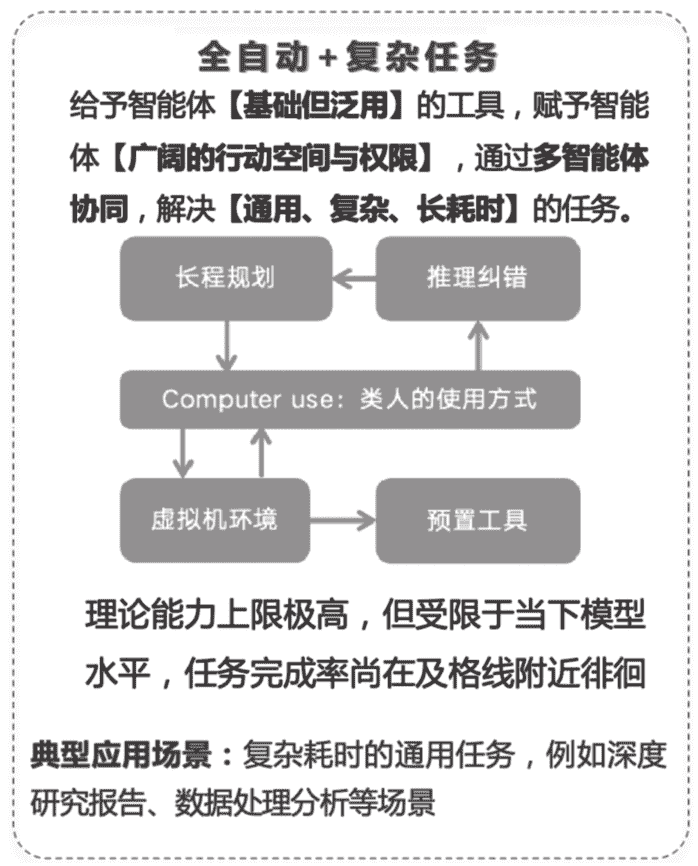 全自动+复杂任务
给予智能体【基础但泛用】的工具，赋予智能
体【广阔的行动空间与权限】，通过多智能体
协同，解决【通用、复杂、长耗时】的任务。
长程规划
推理纠错
Computer use：类人的使用方式
虚拟机环境
预置工具
理论能力上限极高，但受限于当下模型
水平，任务完成率尚在及格线附近徘徊
典型应用场景：复杂耗时的通用任务，例如深度
研究报告、数据处理分析等场景